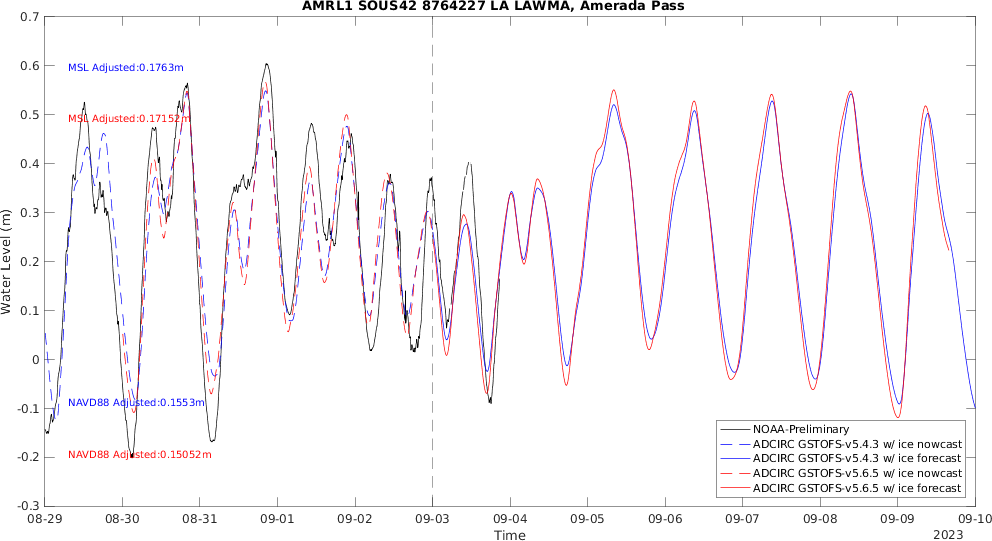 AMRL1 SOUS42 8764227 LA LAWMA, Amerada Pass
0.7
0.6
0.5
0.4
0.3
0.2
0.1
0
-0.1
-0.2
-0.3
Water Level (m)
MSL Adjusted:0.1763m
MSL Adjusted:0.17152m
NAVD88 Adjusted:0.1553m
NAVD88 Adjusted:0.15052m
NOAA-Preliminary
ADCIRC GSTOFS-v5.4.3 w/ ice nowcast
ADCIRC GSTOFS-v5.4.3 w/ ice forecast
ADCIRC GSTOFS-v5.6.5 w/ ice nowcast
ADCIRC GSTOFS-v5.6.5 w/ ice forecast
08-29 08-30 08-31 09-01 09-02 09-03 09-04 09-05 09-06 09-07 09-08 09-09 09-10
Time
2023